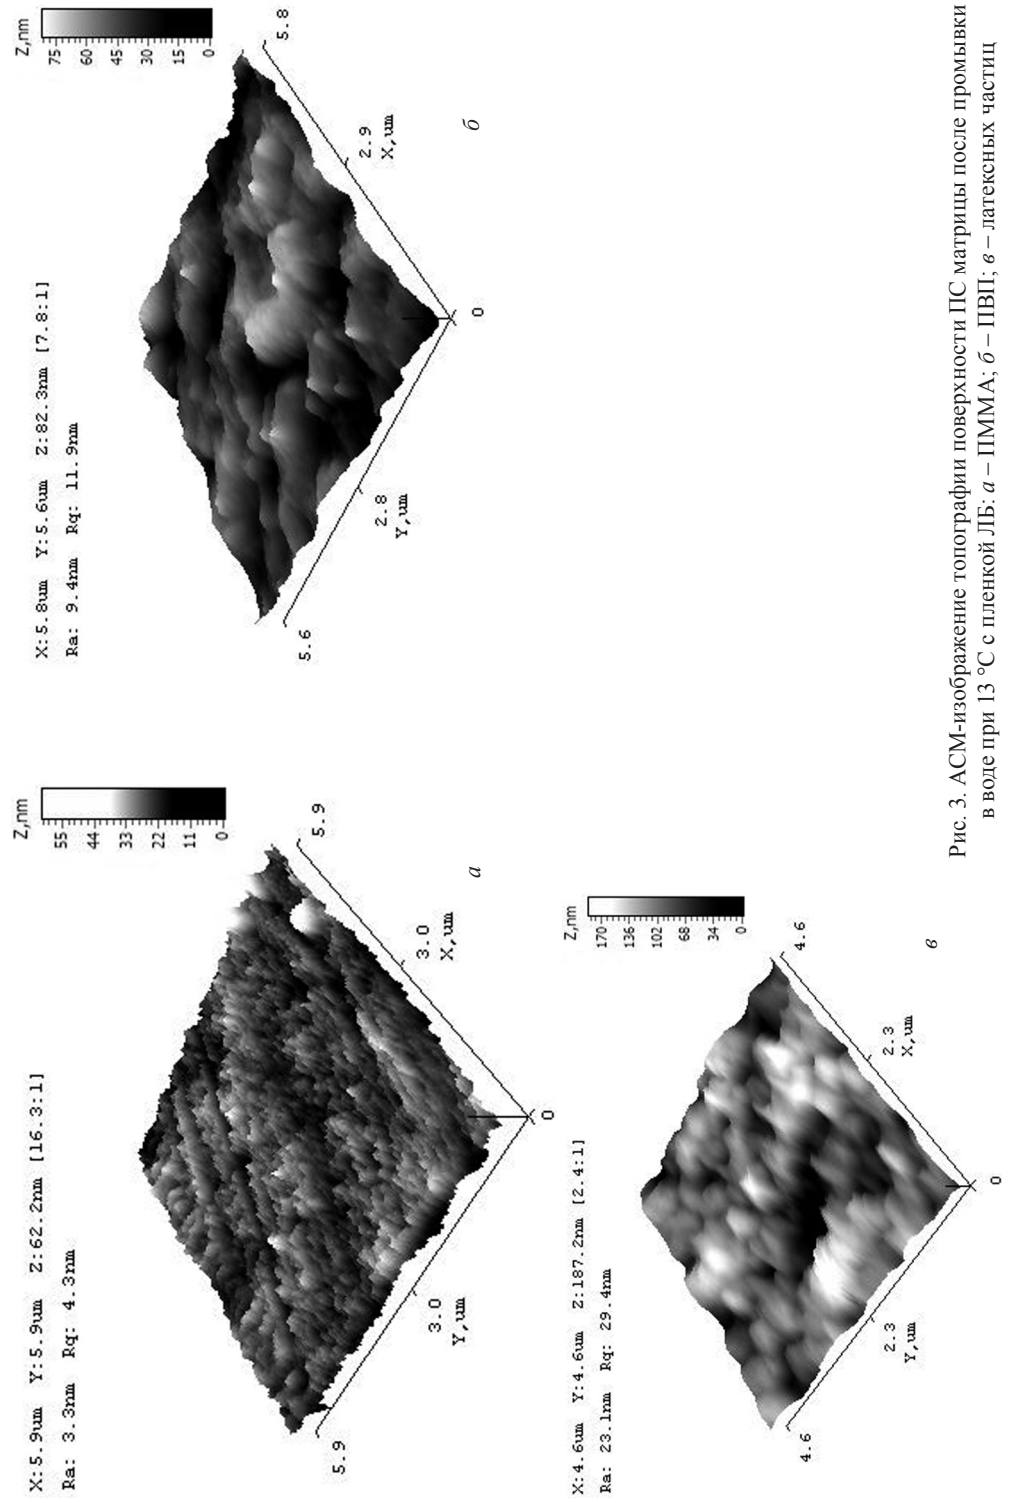 X:5.9um Y:5.9um Z:62.2nm [16.3:1]
Ra: 3.3nm Rq: 4.3nm
Z,nm
55
44
33
22
11
0
5.9
3.0
Y,um
0
3.0
X,um
5.9
а
X:5.8um Y:5.6um Z:82.3nm [7.8:1]
Ra: 9.4nm Rq: 11.9nm
Z,nm
75
60
45
30
15
0
5.6
2.8
Y,um
0
2.9
X,um
5.8
б
X:4.6um Y:4.6um Z:187.2nm [2.4:1]
Ra: 23.1nm Rq: 29.4nm
Z,nm
170
136
102
68
34
0
4.6
2.3
Y,um
0
2.3
X,um
4.6
в
Рис. 3. АСМ-изображение топографии поверхности ПС матрицы после промывки
в воде при 13 °С с пленкой ЛБ: а – ПММА; б – ПВП; в – латексных частиц